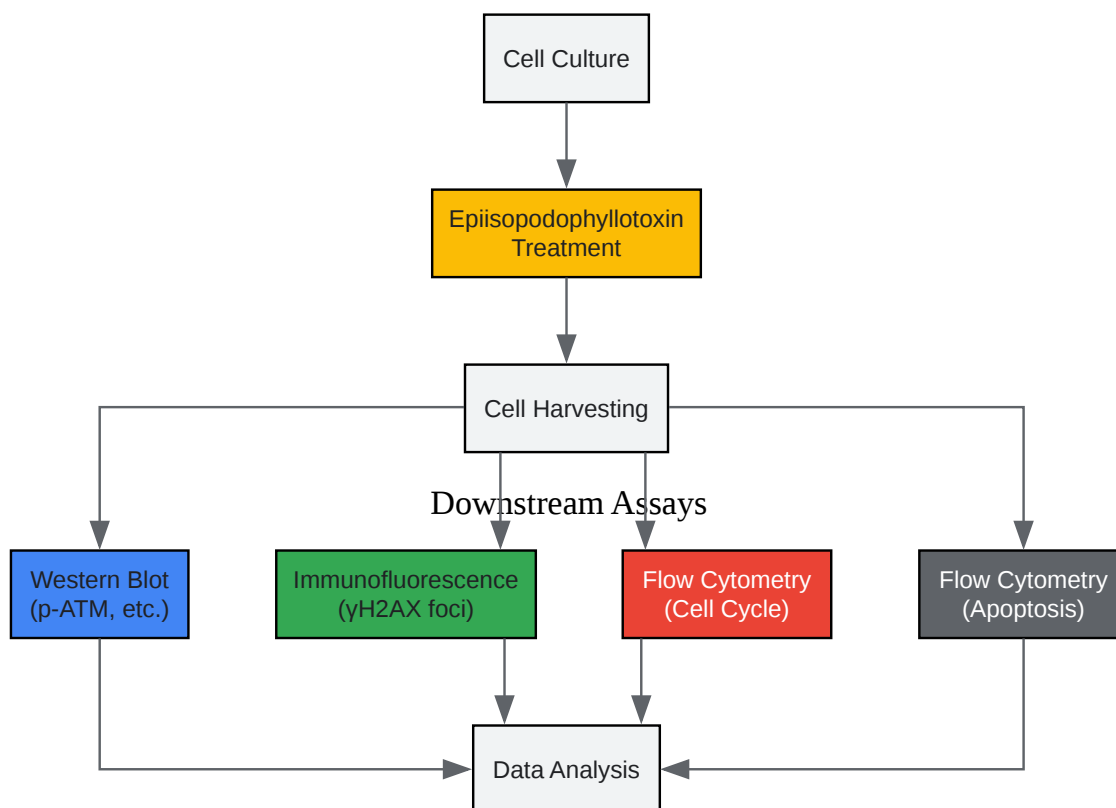 Cell Culture
Epiisopodophyllotoxin
Treatment
Cell Harvesting
Downstream Assays
Western Blot
(p-ATM, etc.)
Immunofluorescence
(γH2AX foci)
Flow Cytometry
(Cell Cycle)
Flow Cytometry
(Apoptosis)
Data Analysis